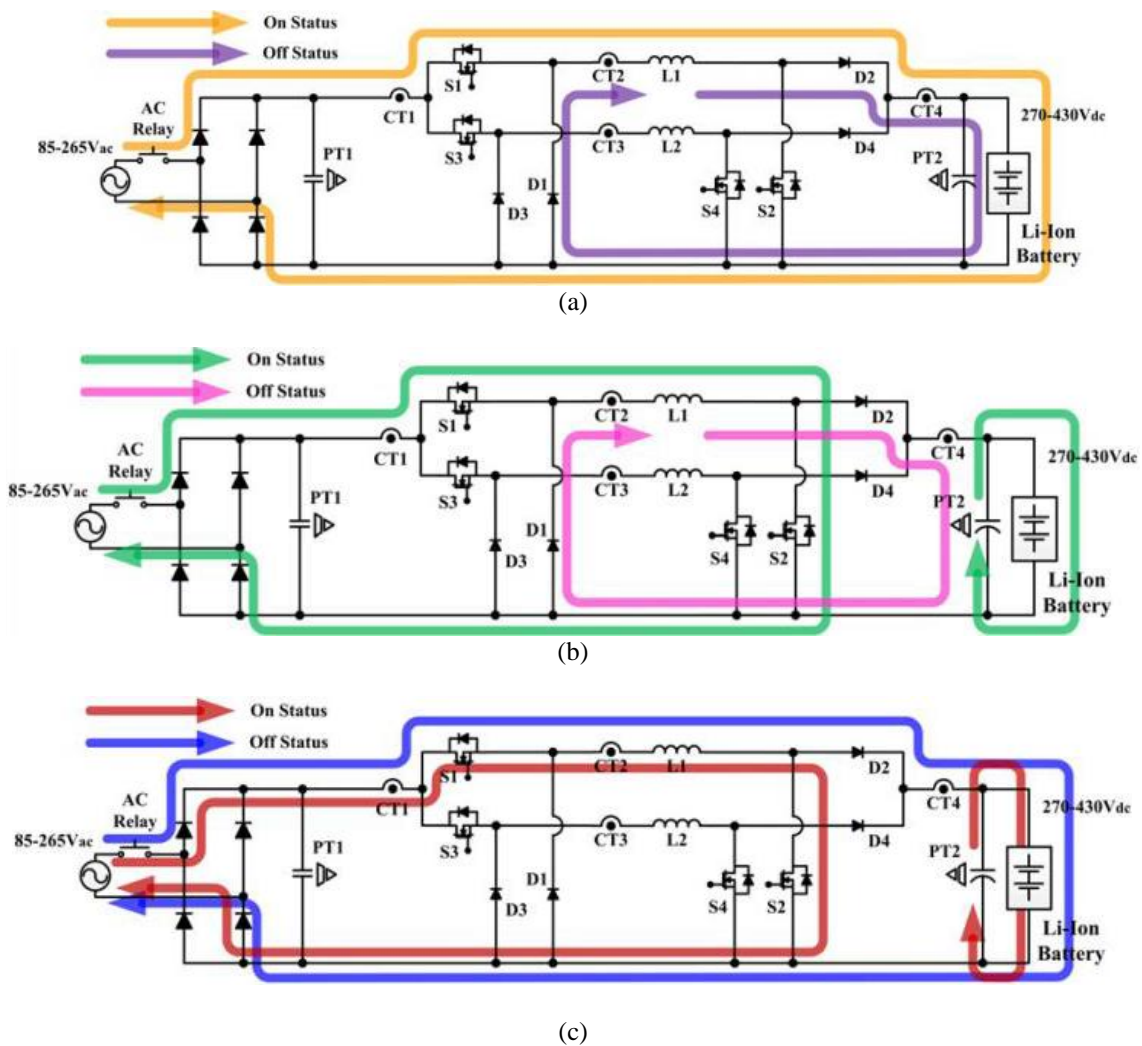 On Status
Off Status
S1
CT2
L1
D2
CT1
CT4
270-430Vdc
AC
Relay
85-265Vac
PT1
S3
CT3
L2
D4
PT2
D1
D3
S4
S2
Li-Ion
Battery
(a)
On Status
Off Status
S1
CT2
L1
D2
CT1
CT4
270-430Vdc
AC
Relay
85-265Vac
PT1
S3
CT3
L2
D4
PT2
D1
D3
S4
S2
Li-Ion
Battery
(b)
On Status
Off Status
S1
CT2
L1
D2
CT1
CT4
270-430Vdc
AC
Relay
85-265Vac
PT1
S3
CT3
L2
D4
PT2
D1
D3
S4
S2
Li-Ion
Battery
(c)